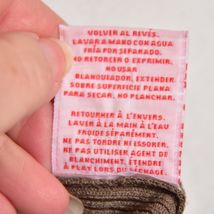 VOLVER AL REVÉS.
LAVAR A MANO CON AGUA
FRÍA POR SEPARADO.
NO RETORCER O EXPRIMIR.
NO USAR
BLANQUEADOR, EXTENDER
SOBRE SUPERFICIE PLANA
PARA SECAR. NO PLANCHAR.
RETOURNER À L'ENVERS.
LAVER À LA MAIN À L'EAU
FROIDE SÉPARÉMENT.
NE PAS TORDRE NI ESSORER.
NE PAS UTILISER AGENT DE
BLANCHIMENT, ÉTENDRE
À PLAT LORS DU SÉCHAGE.